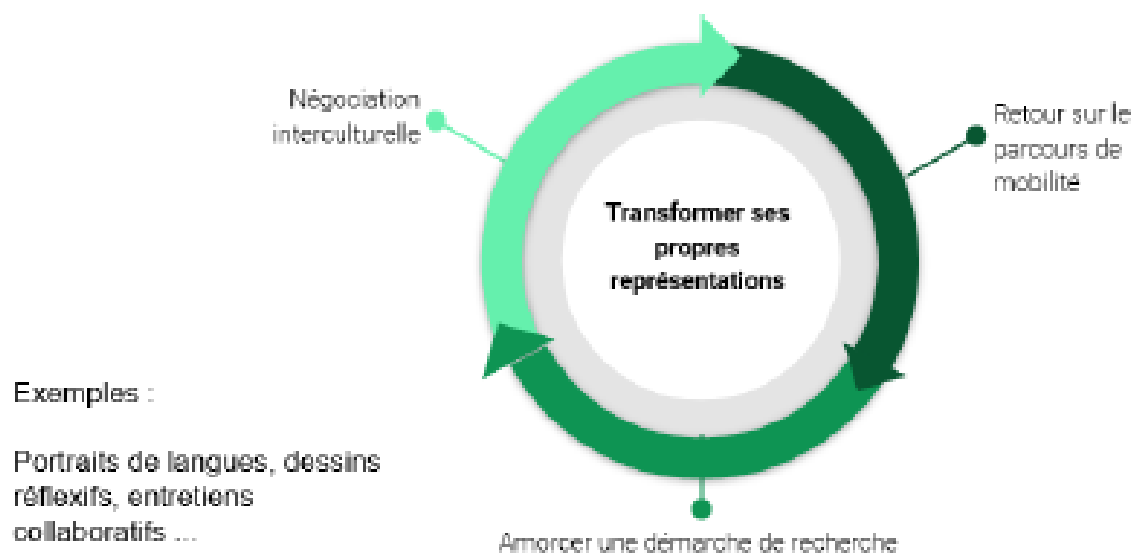 Négociation
interculturelle
Retour sur le
parcours de
mobilité
Transformer ses
propres
représentations
Exemples :
Portraits de langues, dessins
réflexifs, entretiens
collaboratifs ...
Amorcer une démarche de recherche